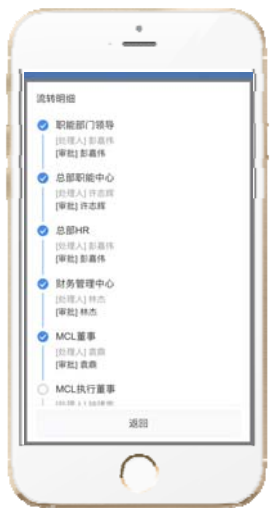 流转明细
职能部门领导
[处理人] 彭嘉伟
[审批] 彭嘉伟
总部职能中心
[处理人] 许志辉
[审批] 许志辉
总部HR
[处理人] 彭嘉伟
[审批] 彭嘉伟
财务管理中心
[处理人] 林杰
[审批] 林杰
MCL董事
[处理人] 袁鼎
[审批] 袁鼎
MCL执行董事
返回